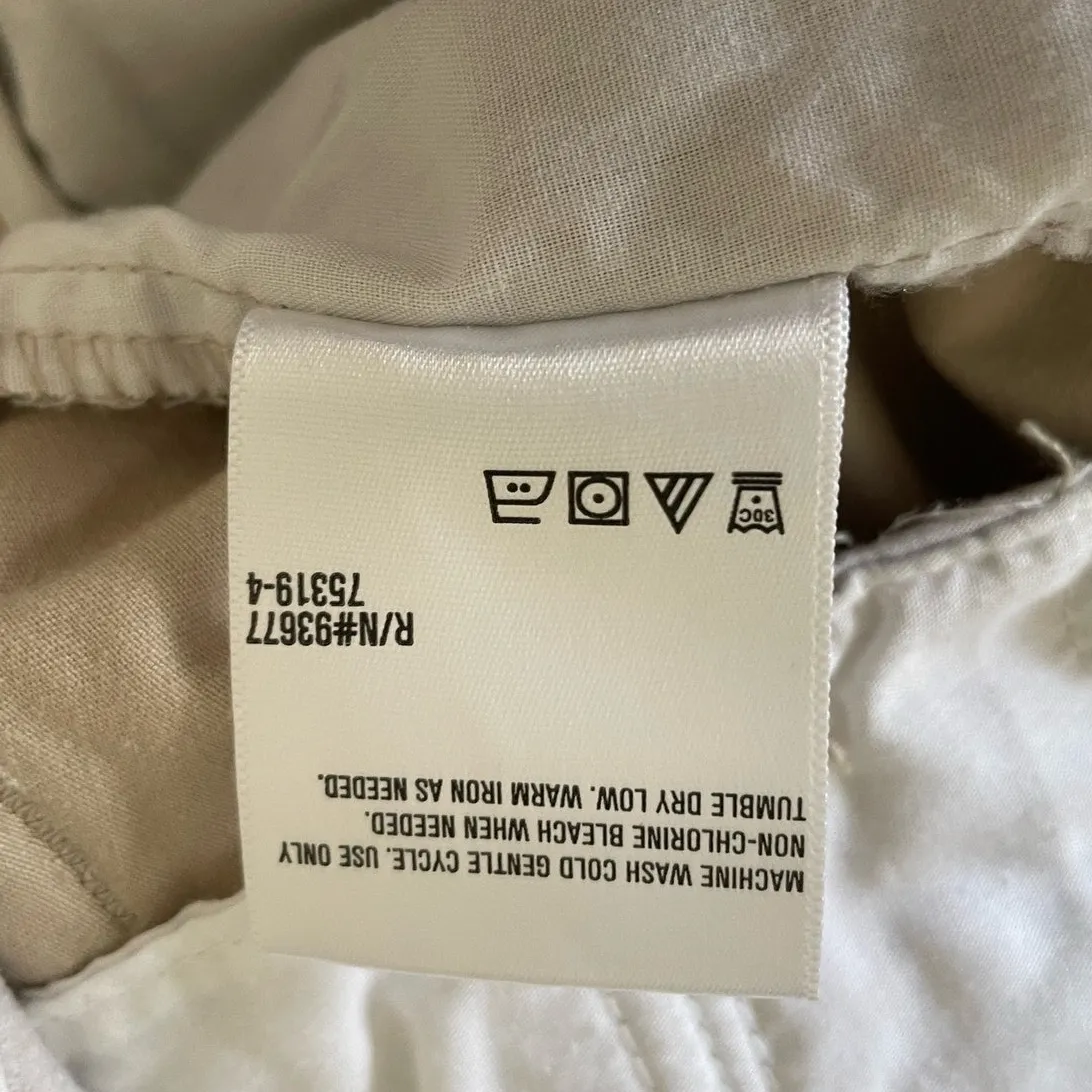 MACHINE WASH COLD GENTLE CYCLE. USE ONLY
NON-CHLORINE BLEACH WHEN NEEDED.
TUMBLE DRY LOW. WARM IRON AS NEEDED.
R/N#93677
75319-4
30C